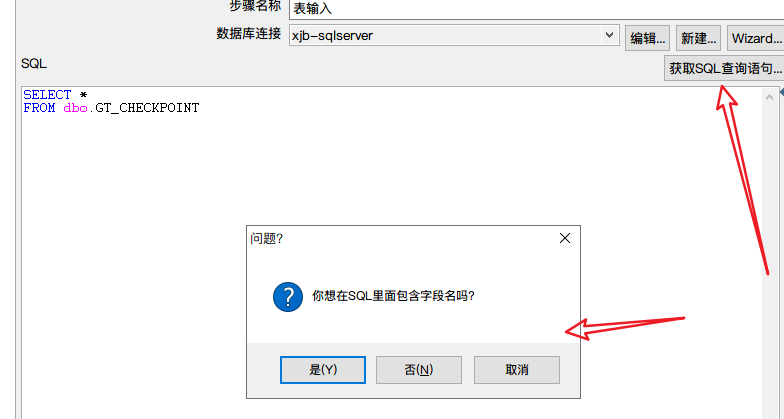 步骤名称 表输入
数据库连接 xjb-sqlserver 编辑... 新建... Wizard...
SQL 获取SQL查询语句...
SELECT *
FROM dbo.GT_CHECKPOINT
问题?
你想在SQL里面包含字段名吗?
是(Y) 否(N) 取消